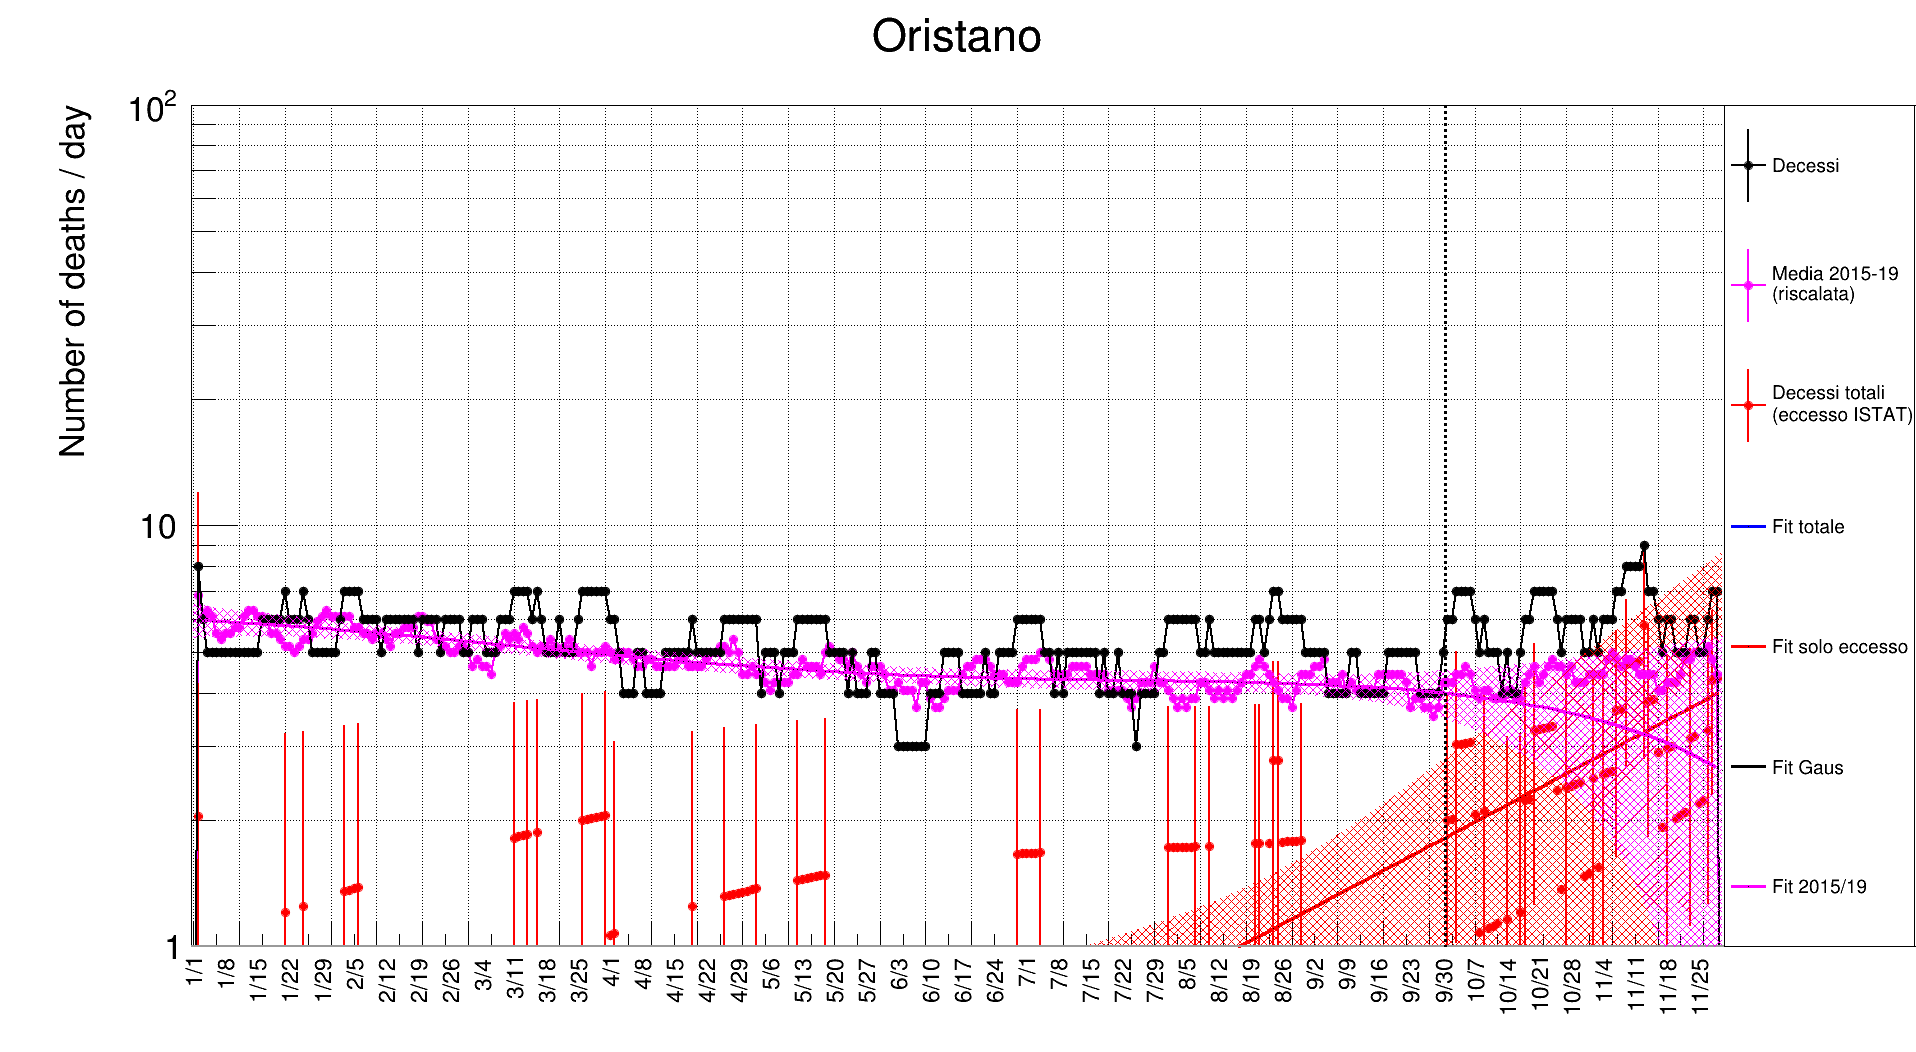 Oristano
Number of deaths / day
10²
10
1
1/1 1/8 1/15 1/22 1/29 2/5 2/12 2/19 2/26 3/4 3/11 3/18 3/25 4/1 4/8 4/15 4/22 4/29 5/6 5/13 5/20 5/27 6/3 6/10 6/17 6/24 7/1 7/8 7/15 7/22 7/29 8/5 8/12 8/19 8/26 9/2 9/9 9/16 9/23 9/30 10/7 10/14 10/21 10/28 11/4 11/11 11/18 11/25
Decessi
Media 2015-19
(riscalata)
Decessi totali
(eccesso ISTAT)
Fit totale
Fit solo eccesso
Fit Gaus
Fit 2015/19